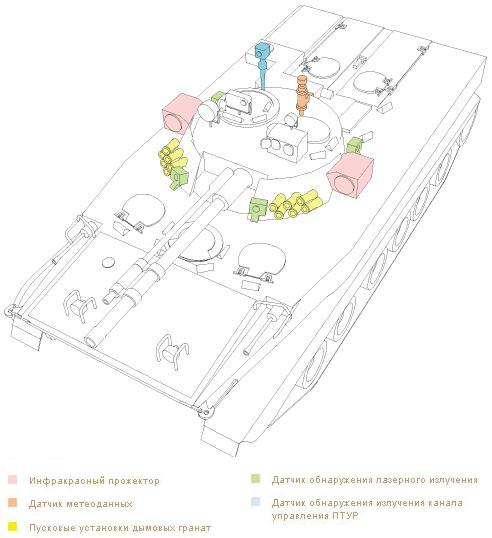 Инфракрасный прожектор
Датчик метеоданных
Пусковые установки дымовых гранат
Датчик обнаружения лазерного излучения
Датчик обнаружения излучения канала
управления ПТУР